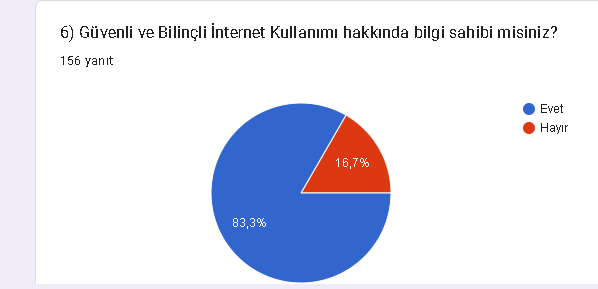 6) Güvenli ve Bilinçli İnternet Kullanımı hakkında bilgi sahibi misiniz?
156 yanıt
Evet
Hayır
16,7%
83,3%